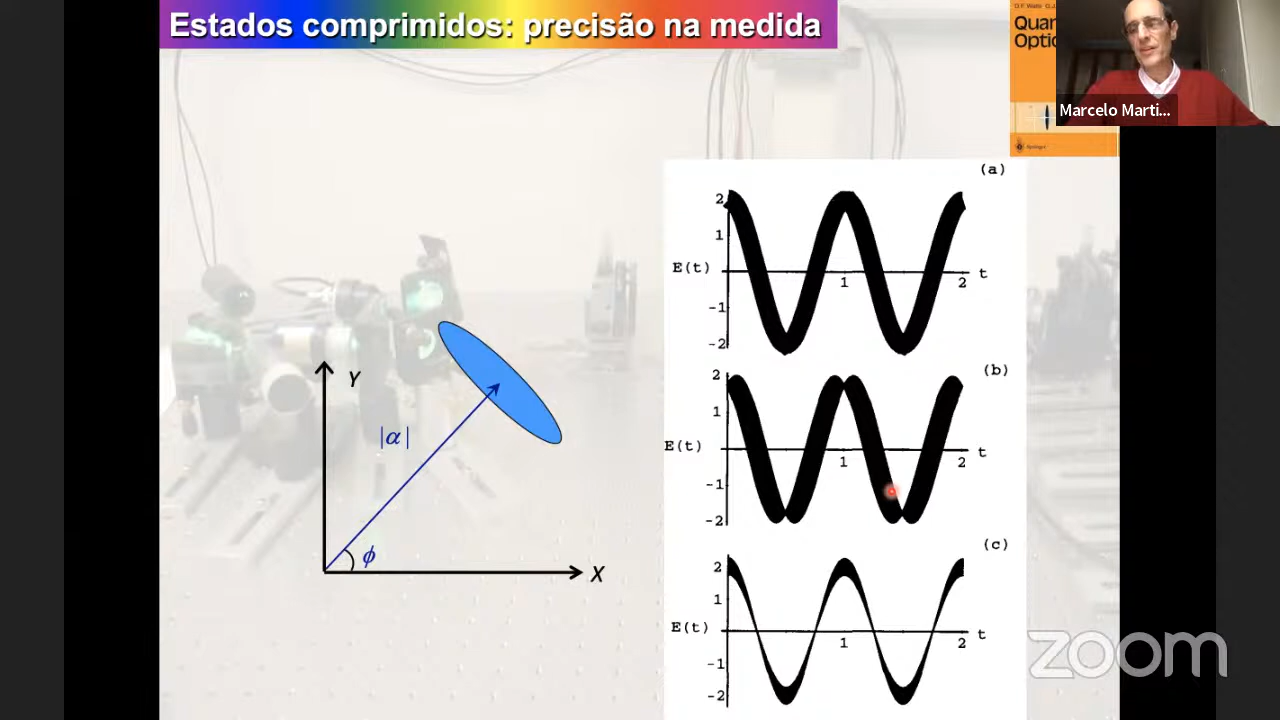 Estados comprimidos: precisão na medida
Quan
Optic
Marcelo Marti...
Springer
Y
|α|
ϕ
X
(a)
2
1
E(t)
t
1
2
-1
-2
(b)
2
1
E(t)
t
1
2
-1
-2
(c)
2
1
E(t)
t
1
2
-1
-2
zoom